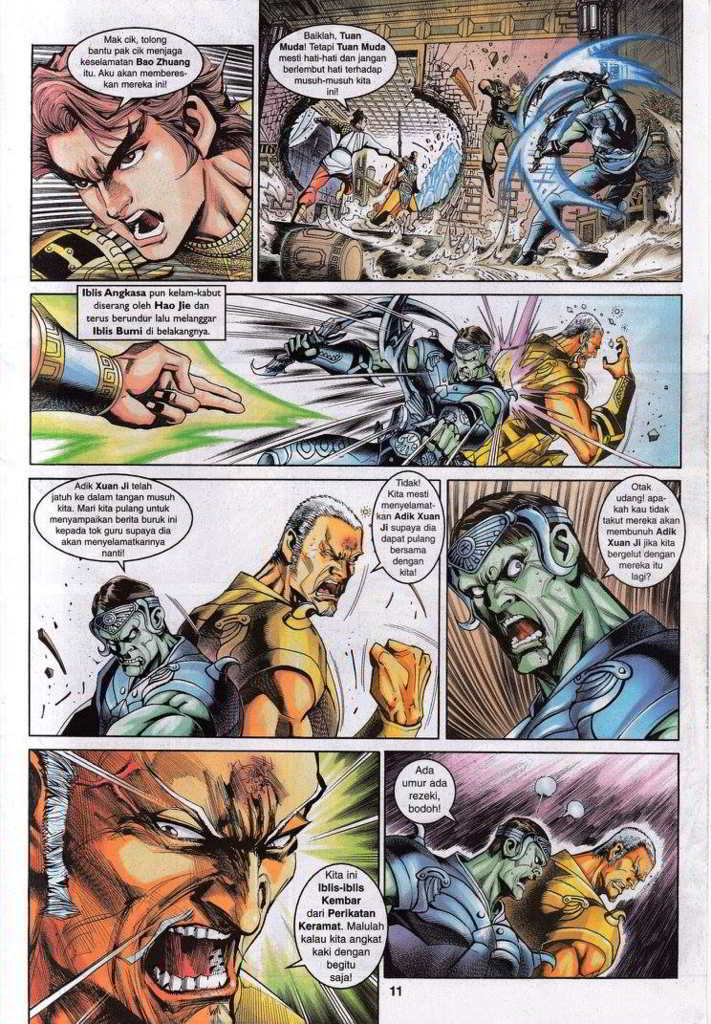 Mak cik, tolong
bantu pak cik menjaga
keselamatan Bao Zhuang
itu. Aku akan memberes-
kan mereka ini!
Baiklah, Tuan
Muda! Tetapi Tuan Muda
mesti hati-hati dan jangan
berlembut hati terhadap
musuh-musuh kita
ini!
Iblis Angkasa pun kelam-kabut
diserang oleh Hao Jie dan
terus berundur lalu melanggar
Iblis Bumi di belakangnya.
Adik Xuan Ji telah
jatuh ke dalam tangan musuh
kita. Mari kita pulang untuk
menyampaikan berita buruk ini
kepada tok guru supaya dia
akan menyelamatkannya
nanti!
Tidak!
Kita mesti
menyelamat-
kan Adik Xuan
Ji supaya dia
dapat pulang
bersama
dengan
kita!
Otak
udang! apa-
kah kau tidak
takut mereka akan
membunuh Adik
Xuan Ji jika kita
bergelut dengan
mereka itu
lagi?
Kita ini
Iblis-iblis
Kembar
dari Perikatan
Keramat. Malulah
kalau kita angkat
kaki dengan
begitu
saja!
Ada
umur ada
rezeki,
bodoh!
11